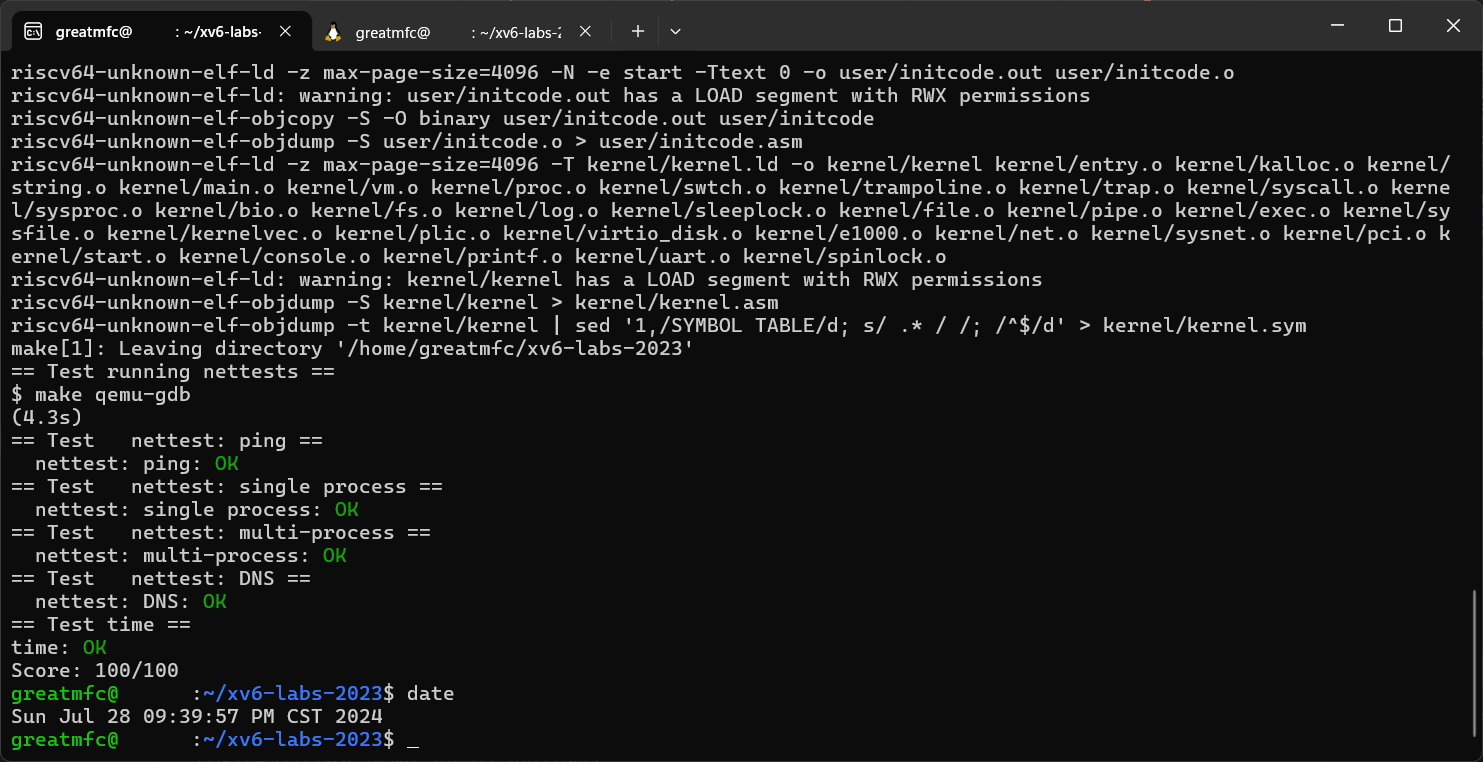 greatmfc@ : ~/xv6-labs-
greatmfc@ : ~/xv6-labs-2
riscv64-unknown-elf-ld -z max-page-size=4096 -N -e start -Ttext 0 -o user/initcode.out user/initcode.o
riscv64-unknown-elf-ld: warning: user/initcode.out has a LOAD segment with RWX permissions
riscv64-unknown-elf-objcopy -S -O binary user/initcode.out user/initcode
riscv64-unknown-elf-objdump -S user/initcode.o > user/initcode.asm
riscv64-unknown-elf-ld -z max-page-size=4096 -T kernel/kernel.ld -o kernel/kernel kernel/entry.o kernel/kalloc.o kernel/
string.o kernel/main.o kernel/vm.o kernel/proc.o kernel/swtch.o kernel/trampoline.o kernel/trap.o kernel/syscall.o kerne
l/sysproc.o kernel/bio.o kernel/fs.o kernel/log.o kernel/sleeplock.o kernel/file.o kernel/pipe.o kernel/exec.o kernel/sy
sfile.o kernel/kernelvec.o kernel/plic.o kernel/virtio_disk.o kernel/e1000.o kernel/net.o kernel/sysnet.o kernel/pci.o k
ernel/start.o kernel/console.o kernel/printf.o kernel/uart.o kernel/spinlock.o
riscv64-unknown-elf-ld: warning: kernel/kernel has a LOAD segment with RWX permissions
riscv64-unknown-elf-objdump -S kernel/kernel > kernel/kernel.asm
riscv64-unknown-elf-objdump -t kernel/kernel | sed '1,/SYMBOL TABLE/d; s/ .* / /; /^$/d' > kernel/kernel.sym
make[1]: Leaving directory '/home/greatmfc/xv6-labs-2023'
== Test running nettests ==
$ make qemu-gdb
(4.3s)
== Test   nettest: ping ==
  nettest: ping: OK
== Test   nettest: single process ==
  nettest: single process: OK
== Test   nettest: multi-process ==
  nettest: multi-process: OK
== Test   nettest: DNS ==
  nettest: DNS: OK
== Test time ==
time: OK
Score: 100/100
greatmfc@ :~/xv6-labs-2023$ date
Sun Jul 28 09:39:57 PM CST 2024
greatmfc@ :~/xv6-labs-2023$ _